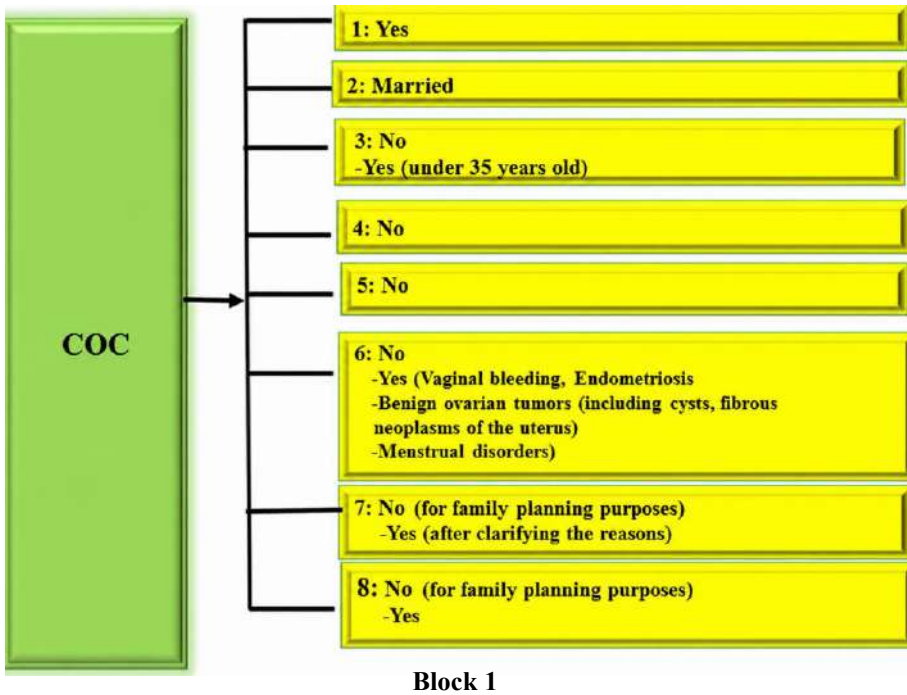 COC
1: Yes
2: Married
3: No
-Yes (under 35 years old)
4: No
5: No
6: No
-Yes (Vaginal bleeding, Endometriosis
-Benign ovarian tumors (including cysts, fibrous
neoplasms of the uterus)
-Menstrual disorders)
7: No (for family planning purposes)
-Yes (after clarifying the reasons)
8: No (for family planning purposes)
-Yes
Block 1